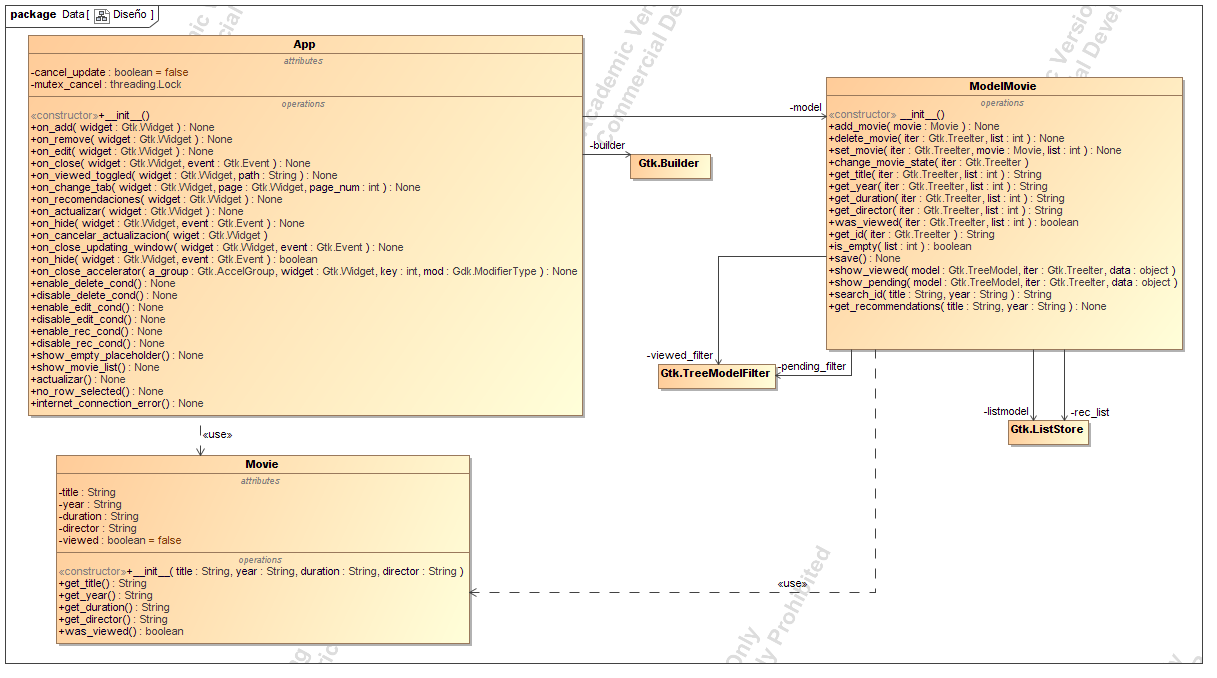 package Data[ Diseño ]
App
attributes
-cancel_update : boolean = false
-mutex_cancel : threading.Lock
operations
«constructor»+__init__()
+on_add( widget : Gtk.Widget ) : None
+on_remove( widget : Gtk.Widget ) : None
+on_edit( widget : Gtk.Widget ) : None
+on_close( widget : Gtk.Widget, event : Gtk.Event ) : None
+on_viewed_toggled( widget : Gtk.Widget, path : String ) : None
+on_change_tab( widget : Gtk.Widget, page : Gtk.Widget, page_num : int ) : None
+on_recomendaciones( widget : Gtk.Widget ) : None
+on_actualizar( widget : Gtk.Widget ) : None
+on_hide( widget : Gtk.Widget, event : Gtk.Event ) : None
+on_cancelar_actualizacion( wiget : Gtk.Widget )
+on_close_updating_window( widget : Gtk.Widget, event : Gtk.Event ) : None
+on_hide( widget : Gtk.Widget, event : Gtk.Event ) : boolean
+on_close_accelerator( a_group : Gtk.AccelGroup, widget : Gtk.Widget, key : int, mod : Gdk.ModifierType ) : None
+enable_delete_cond() : None
+disable_delete_cond() : None
+enable_edit_cond() : None
+disable_edit_cond() : None
+enable_rec_cond() : None
+disable_rec_cond() : None
+show_empty_placeholder() : None
+show_movie_list() : None
+actualizar() : None
+no_row_selected() : None
+internet_connection_error() : None
-model
-builder
Gtk.Builder
ModelMovie
operations
«constructor» __init__()
+add_movie( movie : Movie ) : None
+delete_movie( iter : Gtk.TreeIter, list : int ) : None
+set_movie( iter : Gtk.TreeIter, movie : Movie, list : int ) : None
+change_movie_state( iter : Gtk.TreeIter )
+get_title( iter : Gtk.TreeIter, list : int ) : String
+get_year( iter : Gtk.TreeIter, list : int ) : String
+get_duration( iter : Gtk.TreeIter, list : int ) : String
+get_director( iter : Gtk.TreeIter, list : int ) : String
+was_viewed( iter : Gtk.TreeIter, list : int ) : boolean
+get_id( iter : Gtk.TreeIter ) : String
+is_empty( list : int ) : boolean
+save() : None
+show_viewed( model : Gtk.TreeModel, iter : Gtk.TreeIter, data : object )
+show_pending( model : Gtk.TreeModel, iter : Gtk.TreeIter, data : object )
+search_id( title : String, year : String ) : String
+get_recommendations( title : String, year : String ) : None
-viewed_filter
-pending_filter
Gtk.TreeModelFilter
-listmodel
-rec_list
Gtk.ListStore
«use»
Movie
attributes
-title : String
-year : String
-duration : String
-director : String
-viewed : boolean = false
operations
«constructor»+__init__( title : String, year : String, duration : String, director : String )
+get_title() : String
+get_year() : String
+get_duration() : String
+get_director() : String
+was_viewed() : boolean
«use»